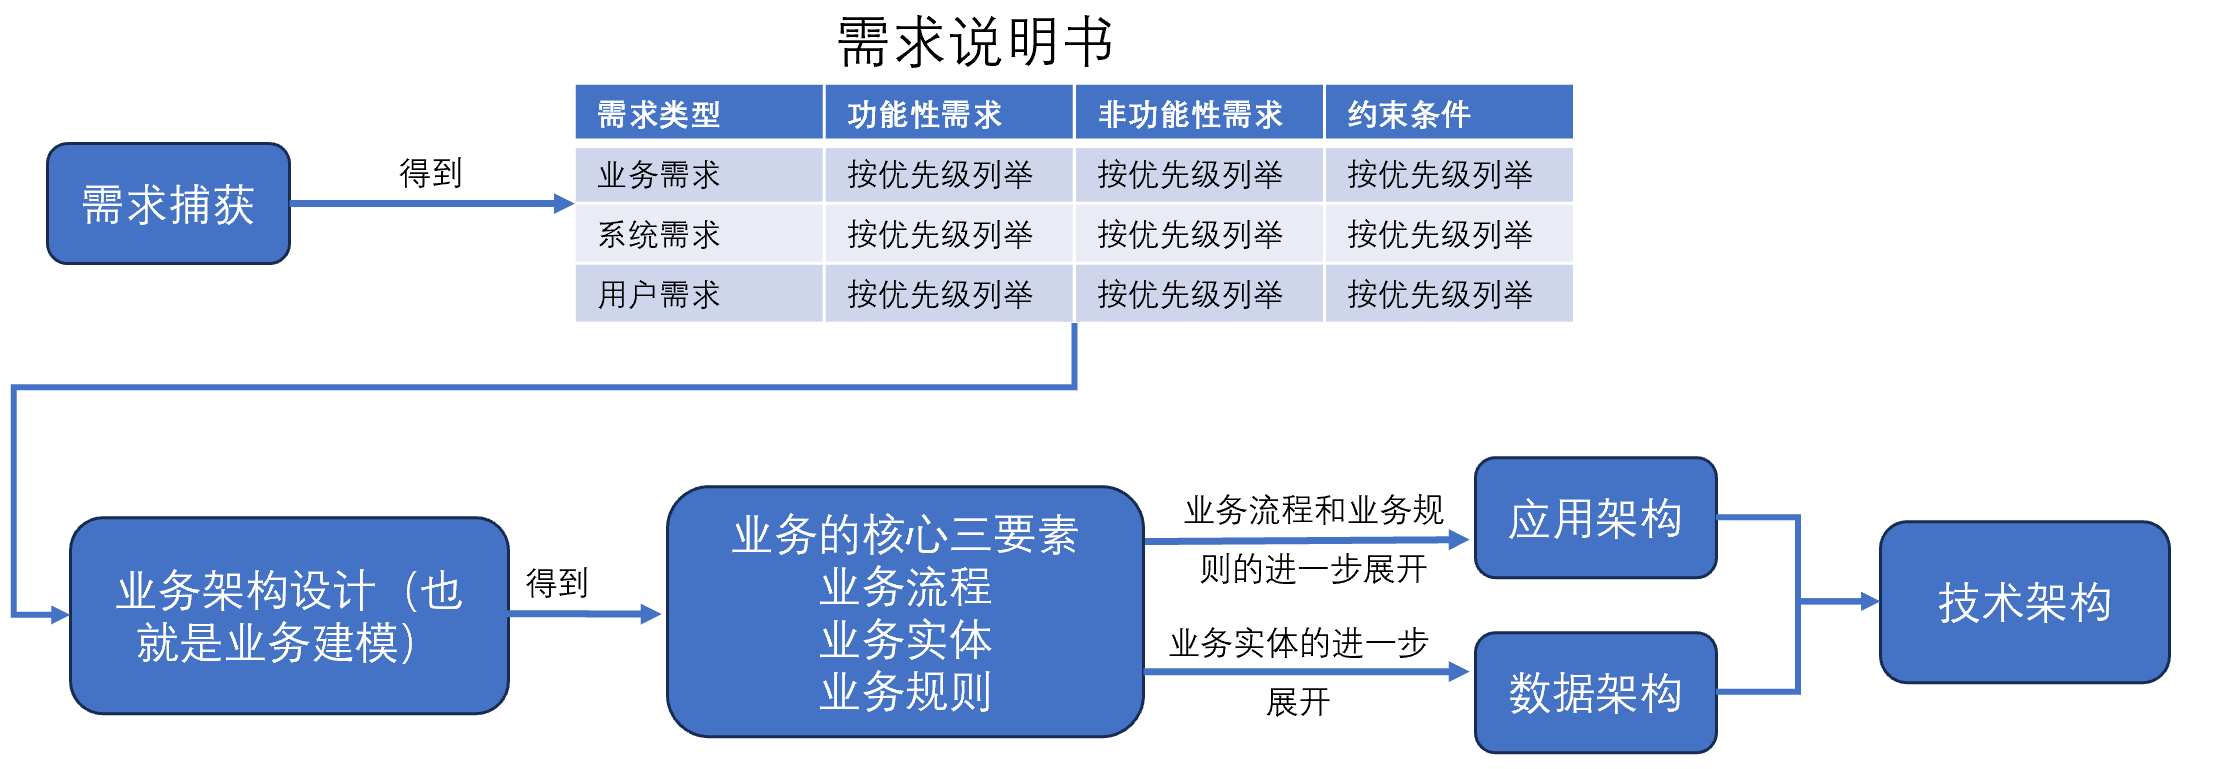 需求说明书
需求类型 功能性需求 非功能性需求 约束条件
业务需求 按优先级列举 按优先级列举 按优先级列举
系统需求 按优先级列举 按优先级列举 按优先级列举
用户需求 按优先级列举 按优先级列举 按优先级列举
需求捕获
得到
业务架构设计（也
就是业务建模）
得到
业务的核心三要素
业务流程
业务实体
业务规则
业务流程和业务规
则的进一步展开
业务实体的进一步
展开
应用架构
数据架构
技术架构